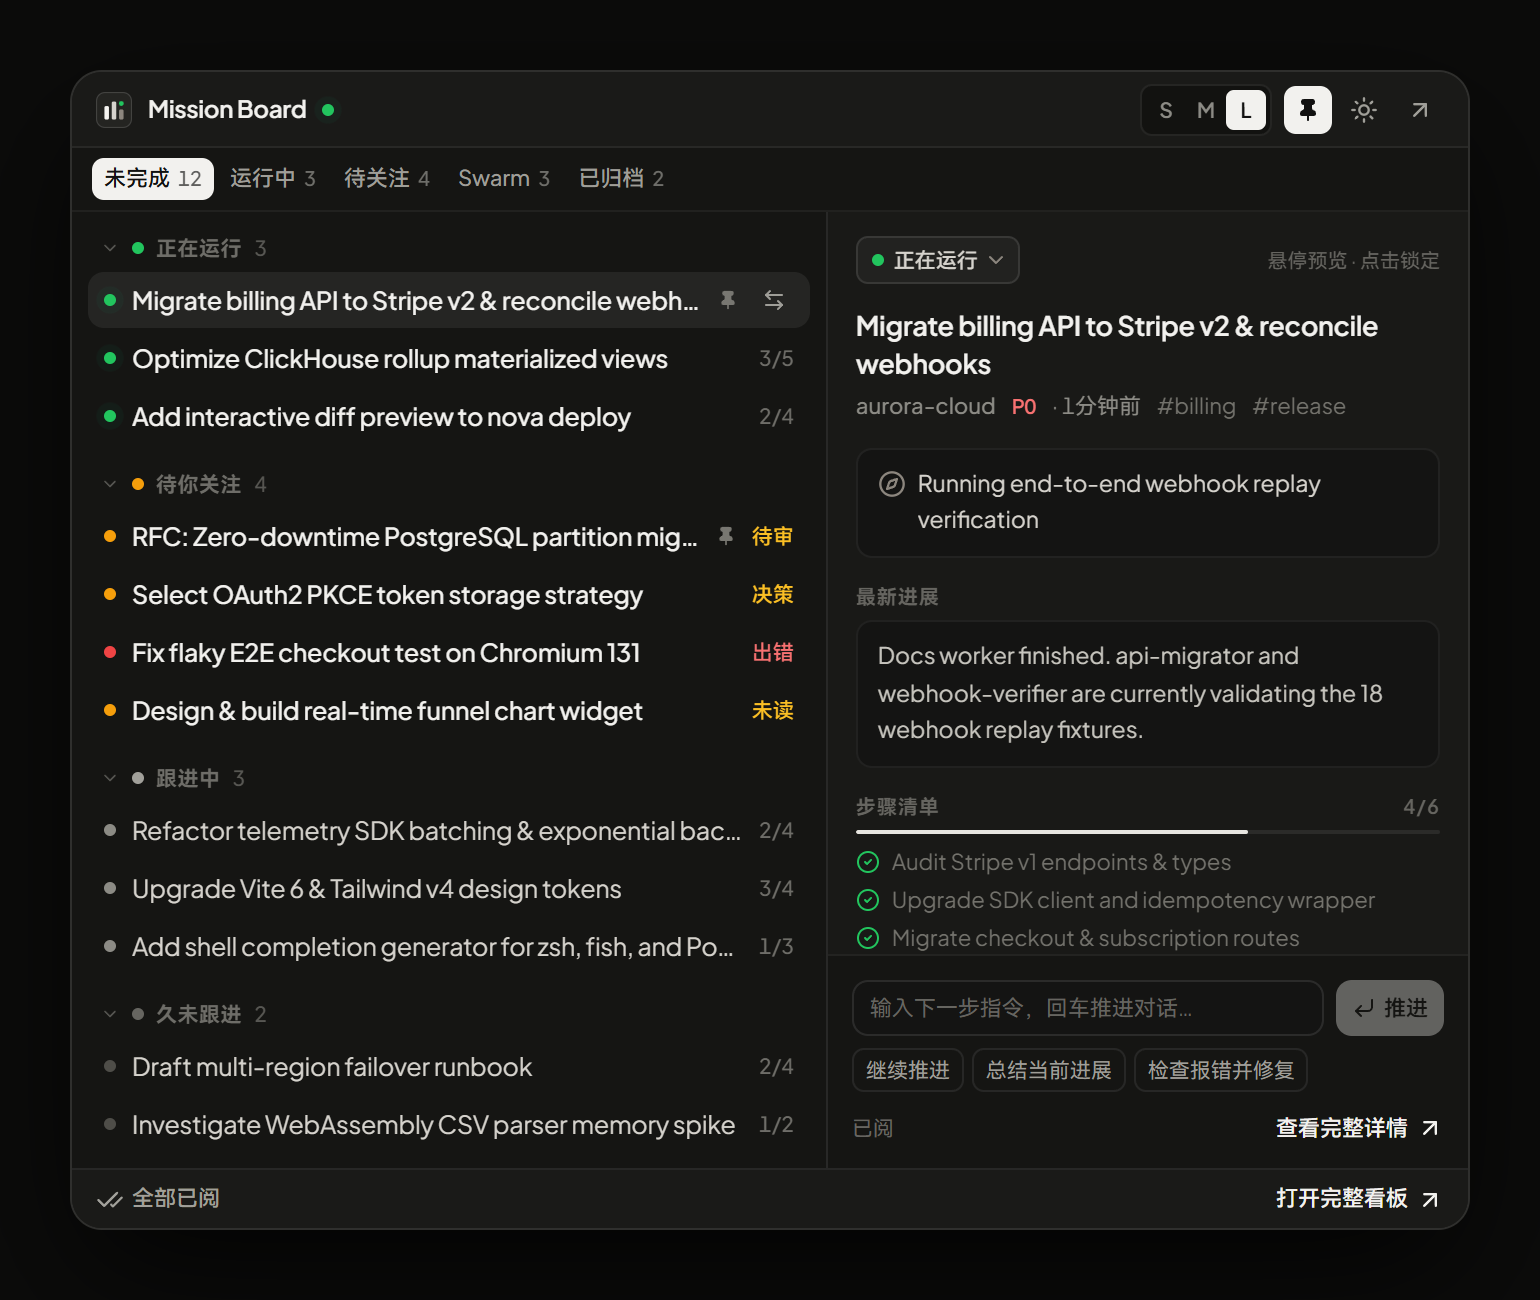 Mission Board
S M L
未完成 12 运行中 3 待关注 4 Swarm 3 已归档 2
正在运行 3
Migrate billing API to Stripe v2 & reconcile webh...
Optimize ClickHouse rollup materialized views 3/5
Add interactive diff preview to nova deploy 2/4
待你关注 4
RFC: Zero-downtime PostgreSQL partition mig... 待审
Select OAuth2 PKCE token storage strategy 决策
Fix flaky E2E checkout test on Chromium 131 出错
Design & build real-time funnel chart widget 未读
跟进中 3
Refactor telemetry SDK batching & exponential bac... 2/4
Upgrade Vite 6 & Tailwind v4 design tokens 3/4
Add shell completion generator for zsh, fish, and Po... 1/3
久未跟进 2
Draft multi-region failover runbook 2/4
Investigate WebAssembly CSV parser memory spike 1/2
正在运行 悬停预览 · 点击锁定
Migrate billing API to Stripe v2 & reconcile
webhooks
aurora-cloud P0 · 1分钟前 #billing #release
Running end-to-end webhook replay
verification
最新进展
Docs worker finished. api-migrator and
webhook-verifier are currently validating the 18
webhook replay fixtures.
步骤清单 4/6
Audit Stripe v1 endpoints & types
Upgrade SDK client and idempotency wrapper
Migrate checkout & subscription routes
输入下一步指令，回车推进对话... 推进
继续推进 总结当前进展 检查报错并修复
已阅 查看完整详情
全部已阅 打开完整看板